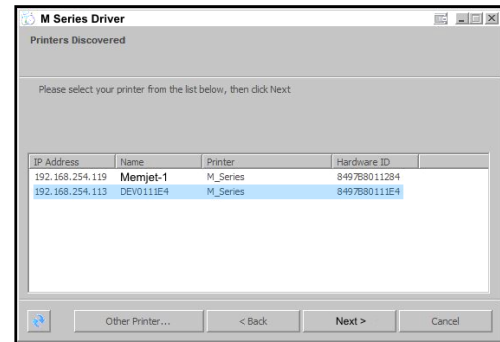 M Series Driver
Printers Discovered
Please select your printer from the list below, then click Next
IP Address Name Printer Hardware ID
192.168.254.119 Memjet-1 M_Series 8497B8011284
192.168.254.113 DEV0111E4 M_Series 8497B80111E4
Other Printer... < Back Next > Cancel